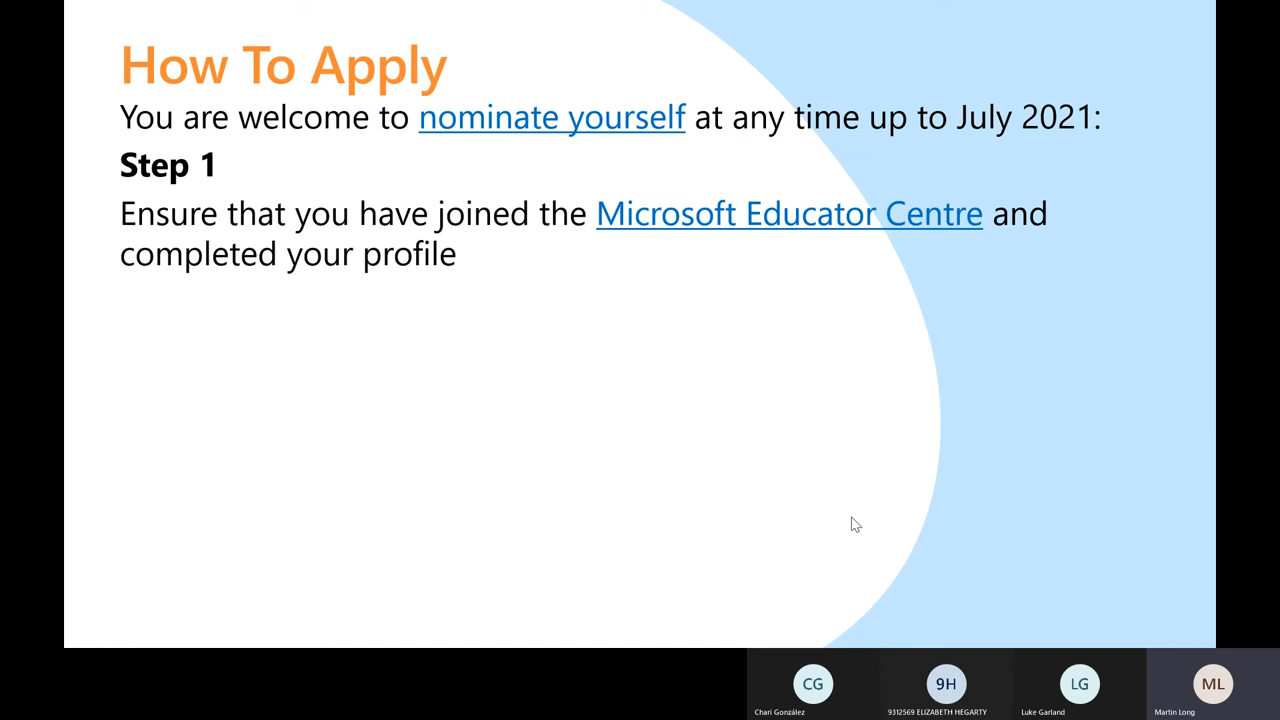 How To Apply
You are welcome to nominate yourself at any time up to July 2021:
Step 1
Ensure that you have joined the Microsoft Educator Centre and
completed your profile
CG
9H
LG
ML
Chari González
9312569 ELIZABETH HEGARTY
Luke Garland
Martin Long